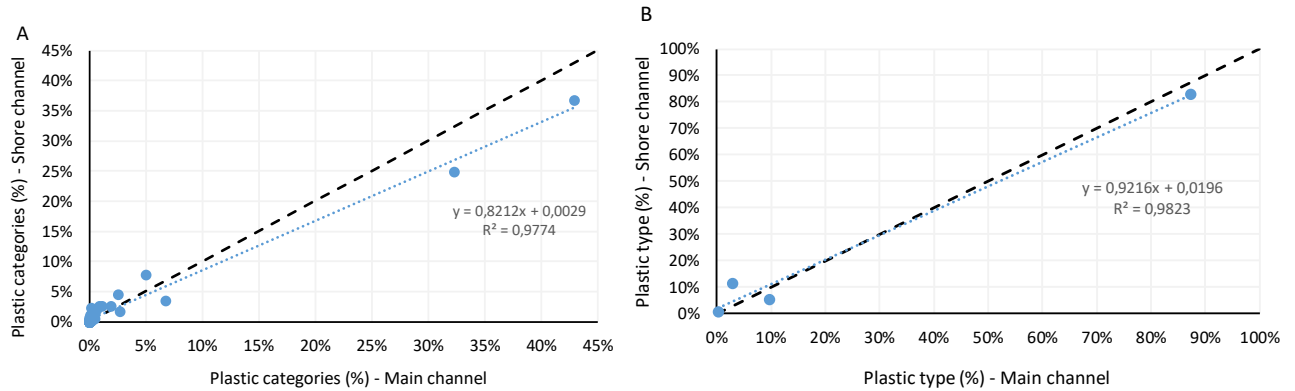 A
45%
40%
35%
30%
25%
20%
15%
10%
5%
0%
Plastic categories (%) - Shore channel
y = 0,8212x + 0,0029
R² = 0,9774
0% 5% 10% 15% 20% 25% 30% 35% 40% 45%
Plastic categories (%) - Main channel
B
100%
90%
80%
70%
60%
50%
40%
30%
20%
10%
0%
Plastic type (%) - Shore channel
y = 0,9216x + 0,0196
R² = 0,9823
0% 10% 20% 30% 40% 50% 60% 70% 80% 90% 100%
Plastic type (%) - Main channel